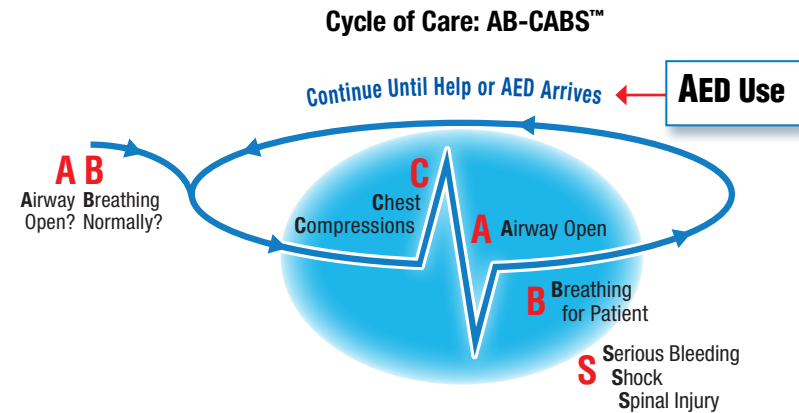 Cycle of Care: AB-CABS™
Continue Until Help or AED Arrives
AED Use
A B
Airway Breathing
Open? Normally?
C
Chest
Compressions
A Airway Open
B Breathing
for Patient
S Serious Bleeding
Shock
Spinal Injury